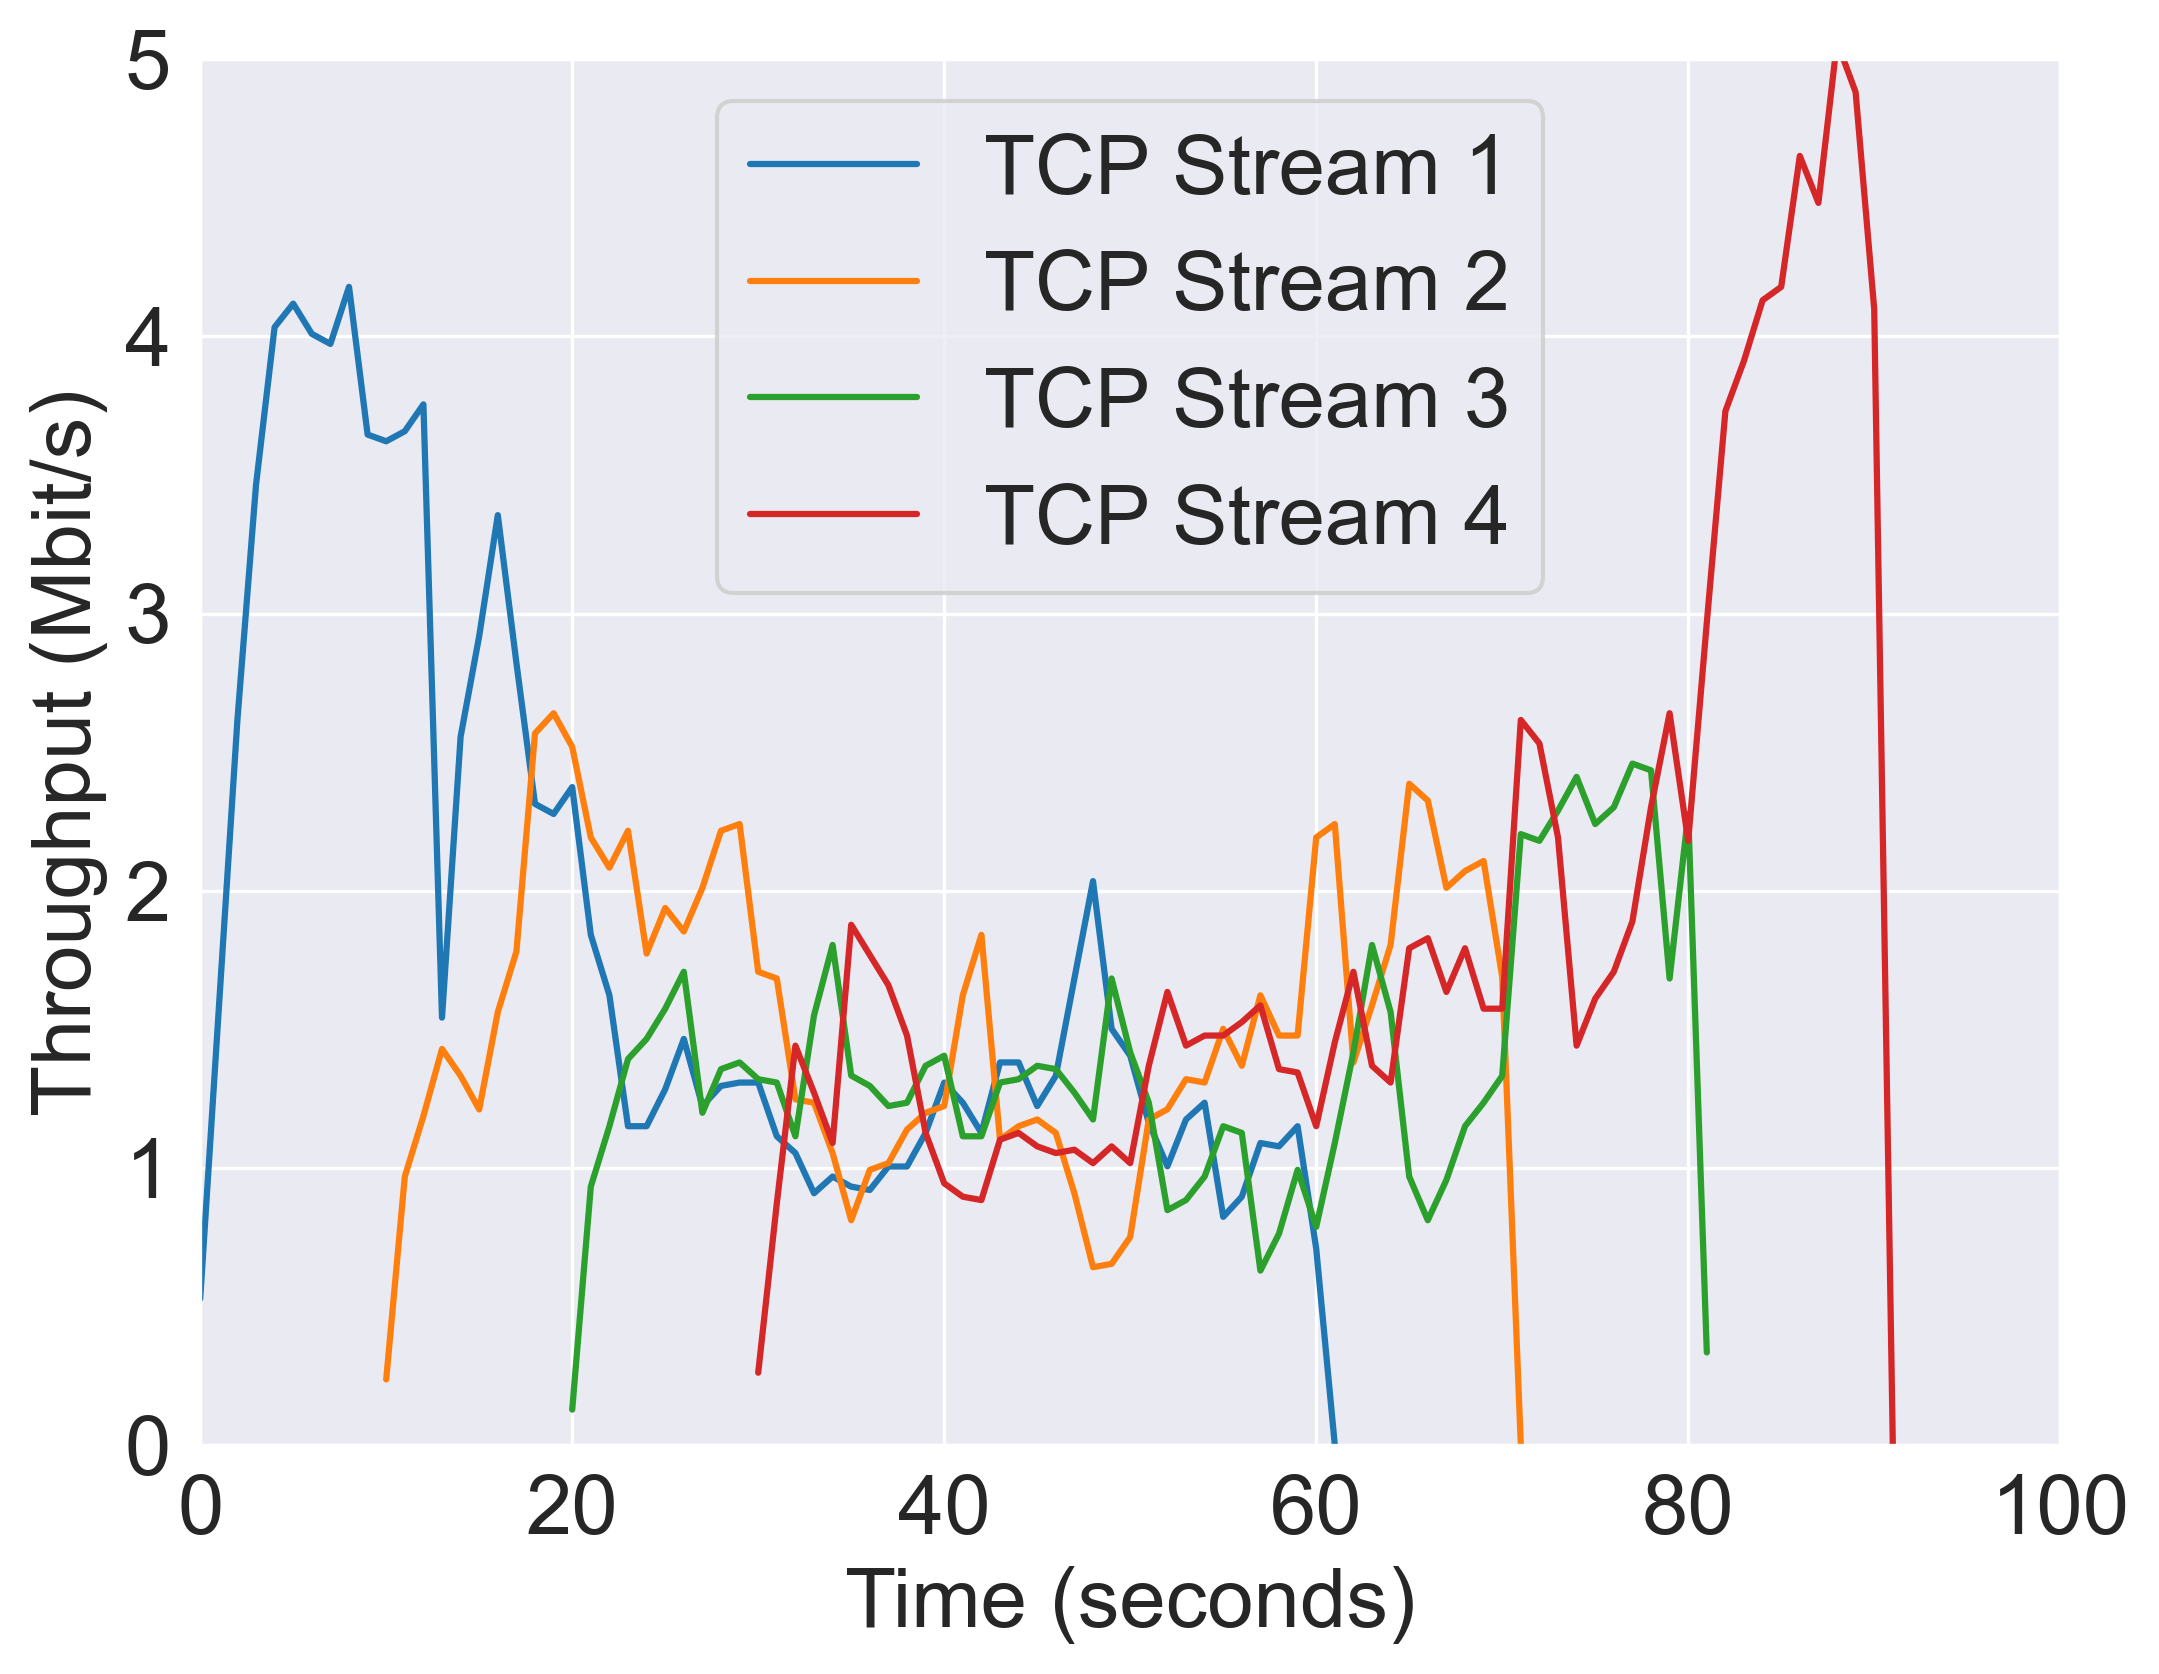 5
4
3
2
1
0
Throughput (Mbit/s)
TCP Stream 1
TCP Stream 2
TCP Stream 3
TCP Stream 4
0 20 40 60 80 100
Time (seconds)